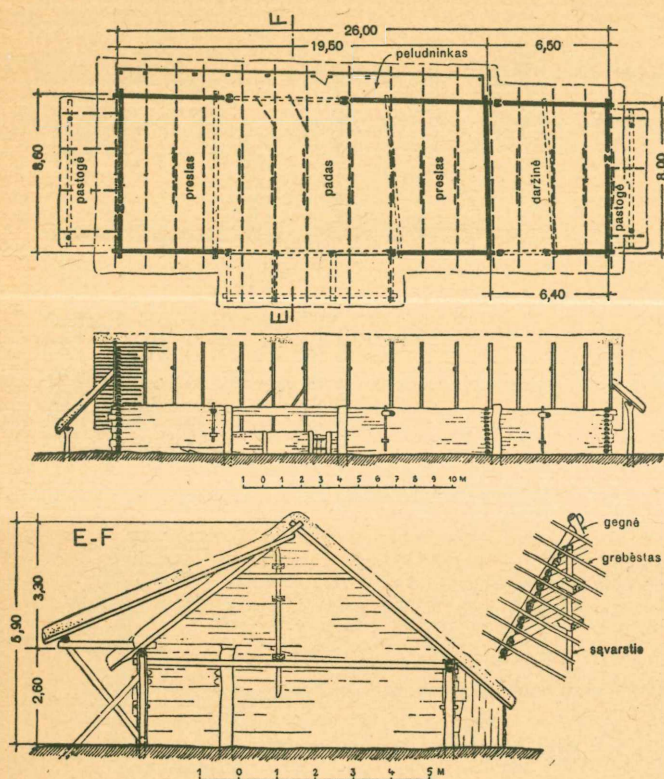 F
26,00
19,50
6,50
peludninkas
8,60
pastogė
preslas
padas
preslas
daržinė
pastogė
8,00
E
6,40
1 0 1 2 3 4 5 6 7 8 9 10 M
E-F
5,90
3,30
2,60
gegnė
grebėstas
sąvarstis
1 0 1 2 3 4 5 M